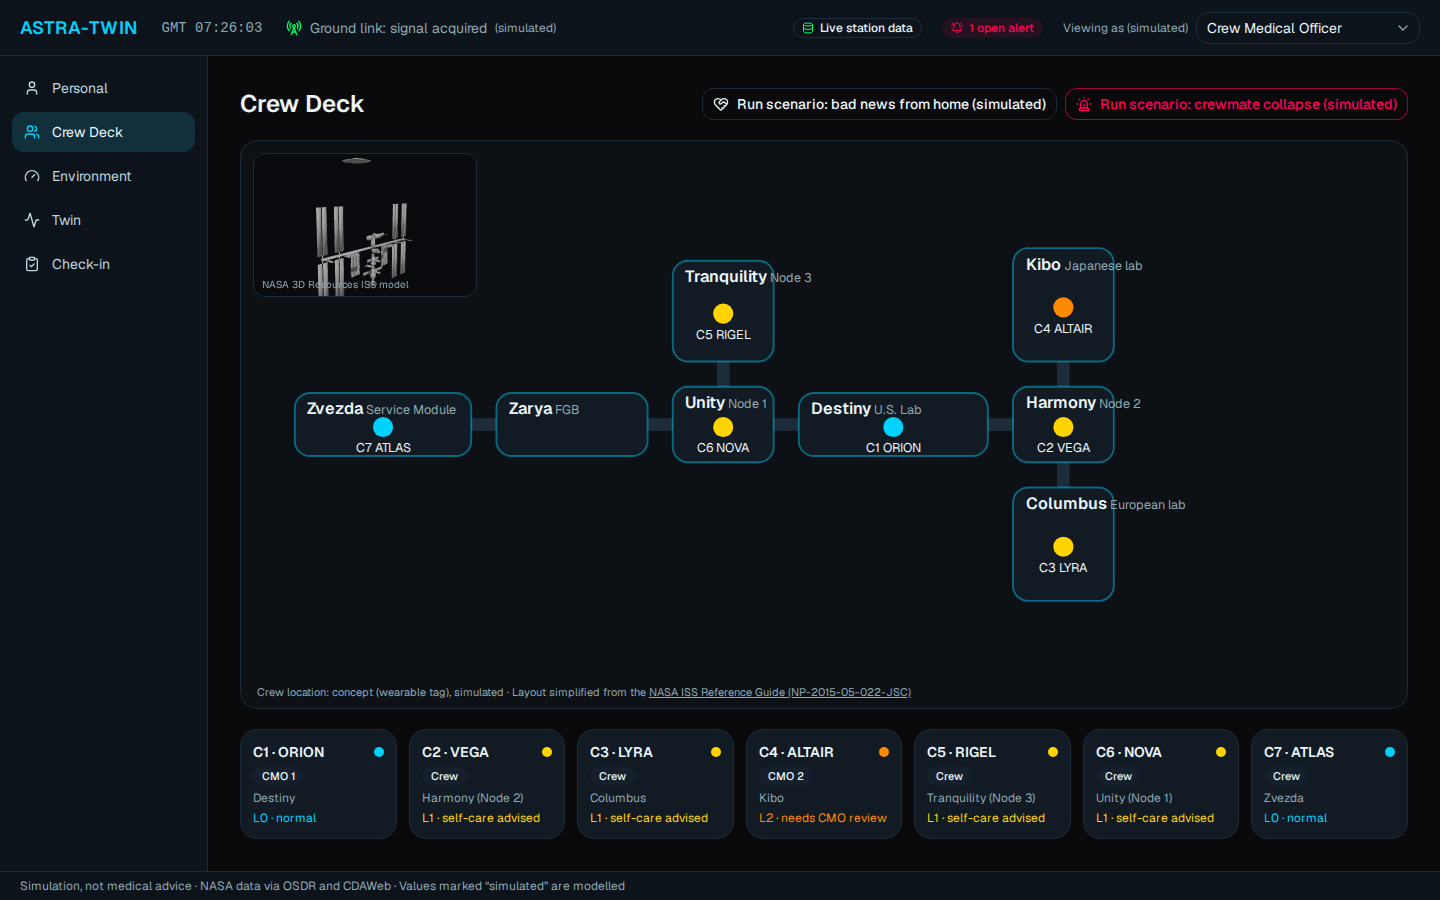 ASTRA-TWIN
GMT 07:26:03
Ground link: signal acquired (simulated)
Live station data
1 open alert
Viewing as (simulated)
Crew Medical Officer
Personal
Crew Deck
Environment
Twin
Check-in
Crew Deck
Run scenario: bad news from home (simulated)
Run scenario: crewmate collapse (simulated)
NASA 3D Resources ISS model
Tranquility Node 3
C5 RIGEL
Kibo Japanese lab
C4 ALTAIR
Zvezda Service Module
C7 ATLAS
Zarya FGB
Unity Node 1
C6 NOVA
Destiny U.S. Lab
C1 ORION
Harmony Node 2
C2 VEGA
Columbus European lab
C3 LYRA
Crew location: concept (wearable tag), simulated · Layout simplified from the NASA ISS Reference Guide (NP-2015-05-022-JSC)
C1 · ORION
CMO 1
Destiny
L0 · normal
C2 · VEGA
Crew
Harmony (Node 2)
L1 · self-care advised
C3 · LYRA
Crew
Columbus
L1 · self-care advised
C4 · ALTAIR
CMO 2
Kibo
L2 · needs CMO review
C5 · RIGEL
Crew
Tranquility (Node 3)
L1 · self-care advised
C6 · NOVA
Crew
Unity (Node 1)
L1 · self-care advised
C7 · ATLAS
Crew
Zvezda
L0 · normal
Simulation, not medical advice · NASA data via OSDR and CDAWeb · Values marked “simulated” are modelled